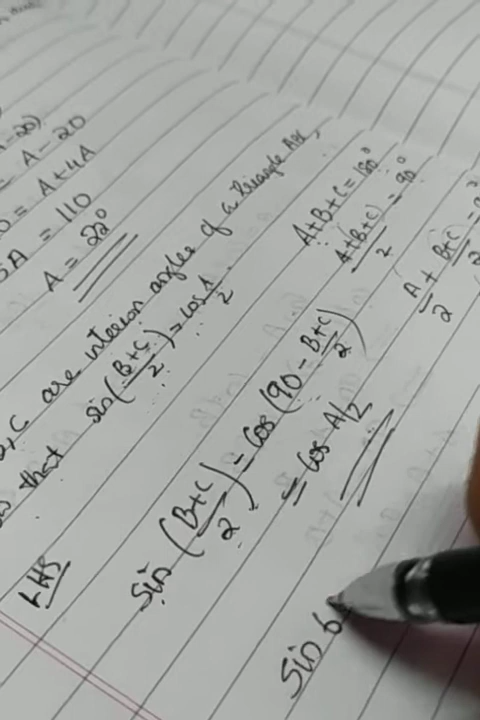 = A-20
= A+4A
5A = 110
A = 22°
C are interior angles of a triangle ABC,
that sin(B+C/2) = cos A/2.
LHS
A+B+C = 180°
A+(B+C)/2 = 90°
A/2 + B+C/2 =
sin (B+C/2) = Cos (90 - B+C/2)
= Cos A/2
Sin 6